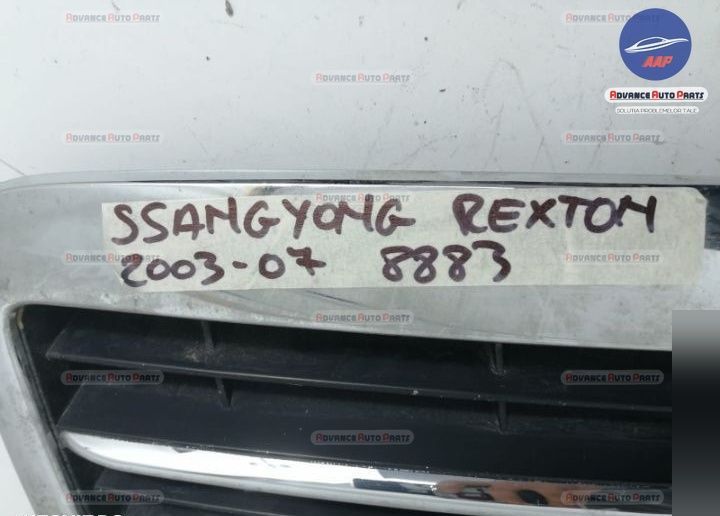 AAP
ADVANCE AUTO PARTS
SOLUTIA PROBLEMELOR TALE
SSANGYONG REXTON
2003-07 8883